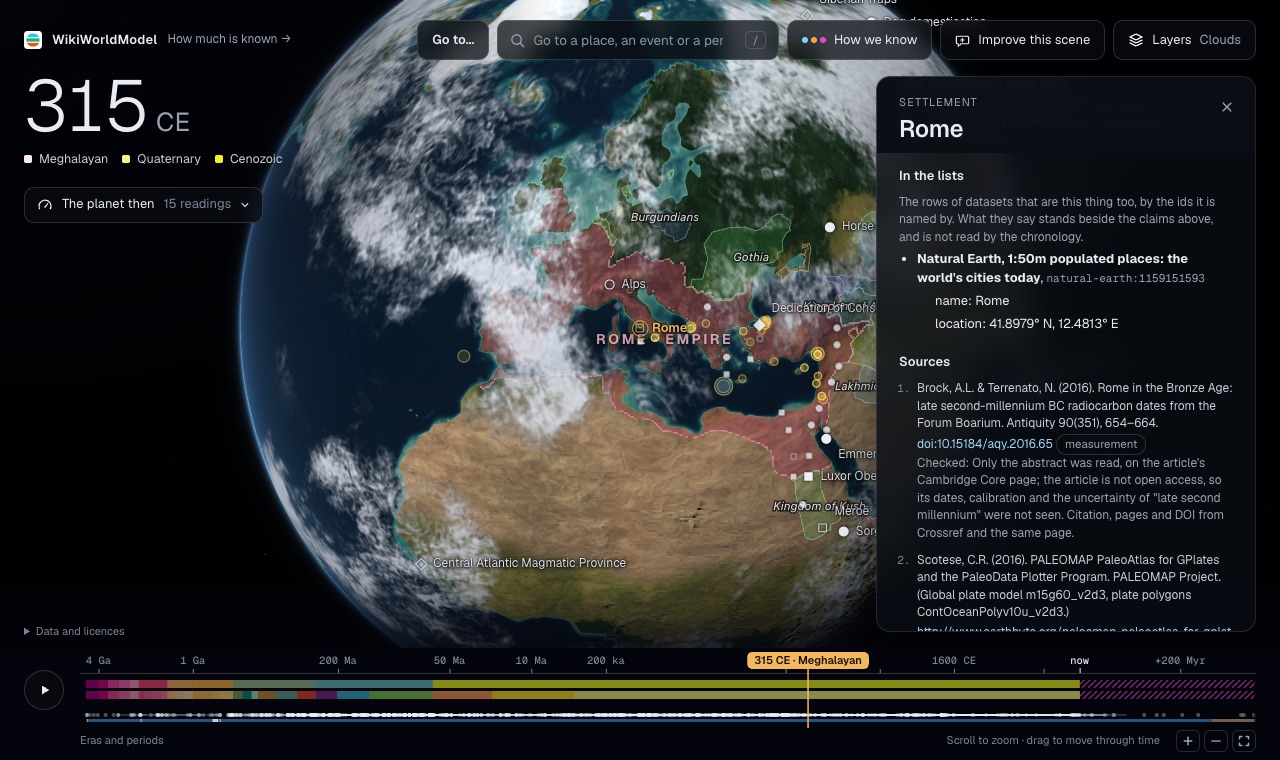 Siberian Traps
Dog domestication
WikiWorldModel
How much is known →
Go to...
Go to a place, an event or a per
/
How we know
Improve this scene
Layers Clouds
315 CE
Meghalayan
Quaternary
Cenozoic
The planet then 15 readings
SETTLEMENT
Rome
In the lists
The rows of datasets that are this thing too, by the ids it is
named by. What they say stands beside the claims above,
and is not read by the chronology.
Natural Earth, 1:50m populated places: the
world's cities today, natural-earth:1159151593
name: Rome
location: 41.8979° N, 12.4813° E
Sources
1. Brock, A.L. & Terrenato, N. (2016). Rome in the Bronze Age:
late second-millennium BC radiocarbon dates from the
Forum Boarium. Antiquity 90(351), 654–664.
doi:10.15184/aqy.2016.65 measurement
Checked: Only the abstract was read, on the article's
Cambridge Core page; the article is not open access, so
its dates, calibration and the uncertainty of "late second
millennium" were not seen. Citation, pages and DOI from
Crossref and the same page.
2. Scotese, C.R. (2016). PALEOMAP PaleoAtlas for GPlates
and the PaleoData Plotter Program. PALEOMAP Project.
(Global plate model m15g60_v2d3, plate polygons
ContOceanPolyv10u_v2d3.)
Burgundians
Horse
Gothia
Alps
Dedication of Cons
Rome
ROME EMPIRE
Lakhmid
Emmer
Luxor Obe
Kingdom of Kush
Meroe
Sorg
Central Atlantic Magmatic Province
Data and licences
4 Ga
1 Ga
200 Ma
50 Ma
10 Ma
200 ka
315 CE · Meghalayan
1600 CE
now
+200 Myr
Eras and periods
Scroll to zoom · drag to move through time